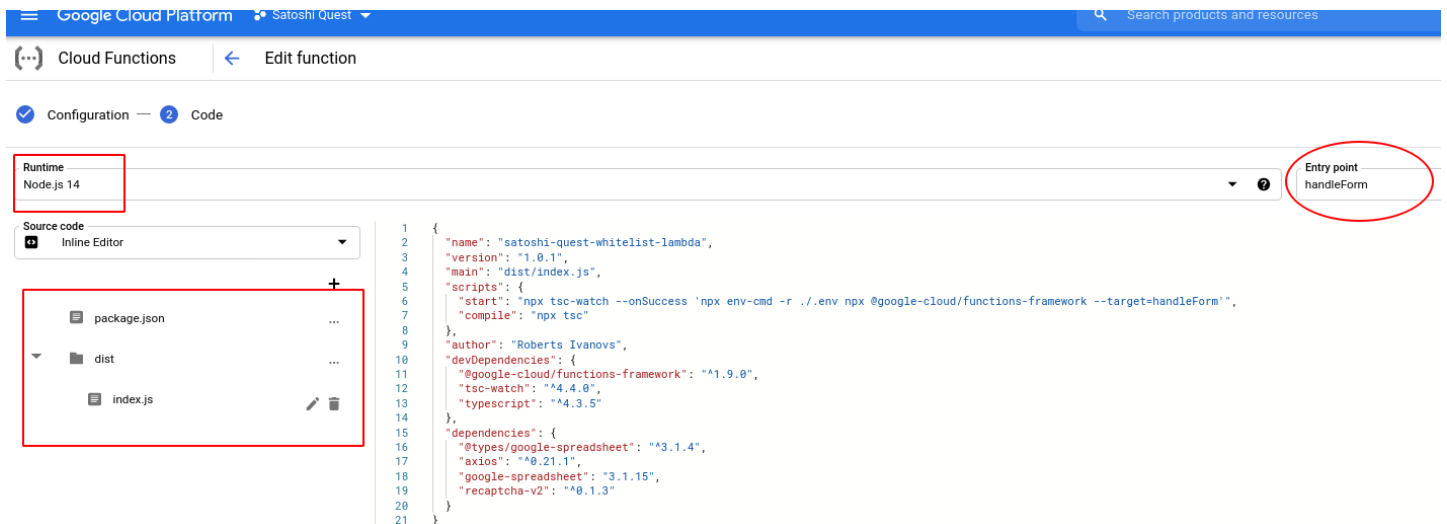 Google Cloud Platform Satoshi Quest Search products and resources
Cloud Functions Edit function
Configuration — 2 Code
Runtime
Node.js 14
Entry point
handleForm
Source code
Inline Editor
+
package.json ...
dist ...
index.js
1 {
2 "name": "satoshi-quest-whitelist-lambda",
3 "version": "1.0.1",
4 "main": "dist/index.js",
5 "scripts": {
6 "start": "npx tsc-watch --onSuccess 'npx env-cmd -r ./.env npx @google-cloud/functions-framework --target=handleForm'",
7 "compile": "npx tsc"
8 },
9 "author": "Roberts Ivanovs",
10 "devDependencies": {
11 "@google-cloud/functions-framework": "^1.9.0",
12 "tsc-watch": "^4.4.0",
13 "typescript": "^4.3.5"
14 },
15 "dependencies": {
16 "@types/google-spreadsheet": "^3.1.4",
17 "axios": "^0.21.1",
18 "google-spreadsheet": "3.1.15",
19 "recaptcha-v2": "^0.1.3"
20 }
21 }